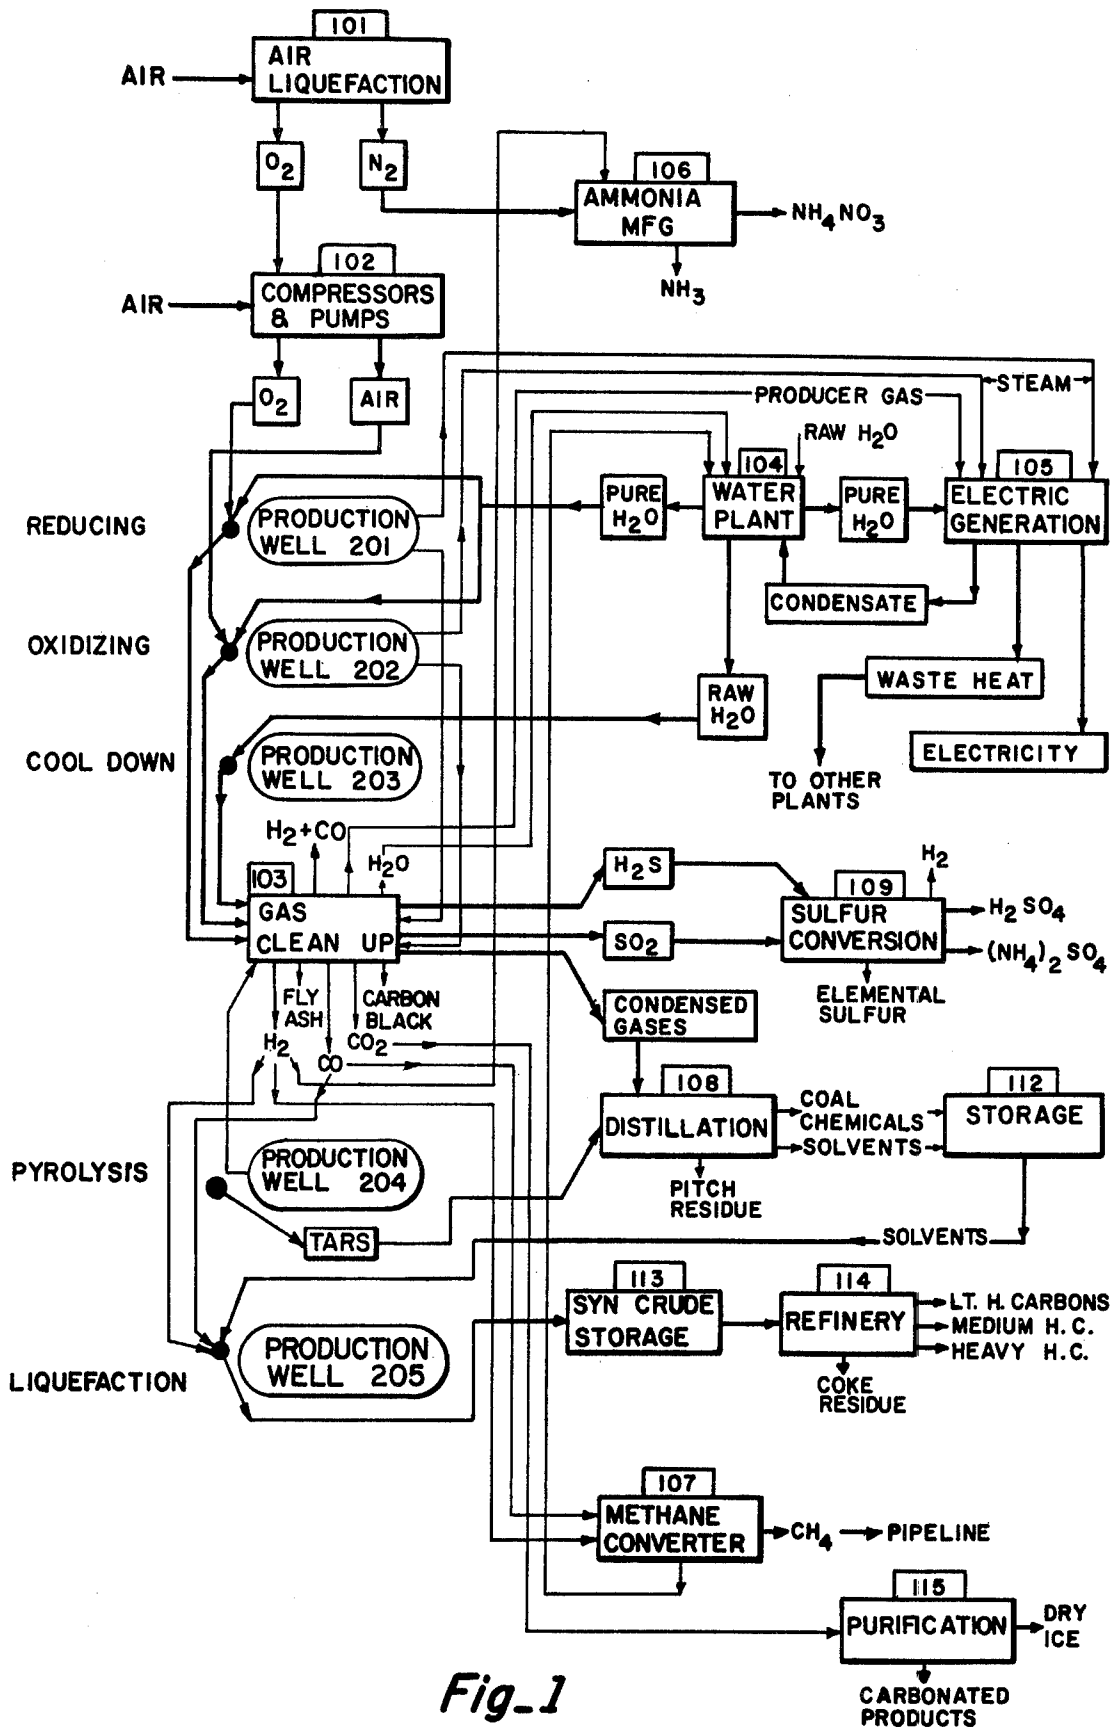 101
AIR
LIQUEFACTION
AIR
O2
N2
106
AMMONIA
MFG
NH4NO3
NH3
102
COMPRESSORS
& PUMPS
AIR
O2
AIR
STEAM
PRODUCER GAS
RAW H2O
104
WATER
PLANT
105
ELECTRIC
GENERATION
PURE
H2O
PURE
H2O
REDUCING
PRODUCTION
WELL 201
CONDENSATE
OXIDIZING
PRODUCTION
WELL 202
WASTE HEAT
RAW
H2O
ELECTRICITY
COOL DOWN
PRODUCTION
WELL 203
TO OTHER
PLANTS
H2+CO
H2O
103
GAS
CLEAN UP
H2S
SO2
109
SULFUR
CONVERSION
H2
H2SO4
(NH4)2SO4
ELEMENTAL
SULFUR
FLY
ASH
CARBON
BLACK
H2
CO
CO2
CONDENSED
GASES
108
DISTILLATION
COAL
CHEMICALS
SOLVENTS
112
STORAGE
PITCH
RESIDUE
PYROLYSIS
PRODUCTION
WELL 204
TARS
SOLVENTS
113
SYN CRUDE
STORAGE
114
REFINERY
LT. H. CARBONS
MEDIUM H.C.
HEAVY H.C.
COKE
RESIDUE
LIQUEFACTION
PRODUCTION
WELL 205
107
METHANE
CONVERTER
CH4
PIPELINE
115
PURIFICATION
DRY
ICE
CARBONATED
PRODUCTS
Fig_1